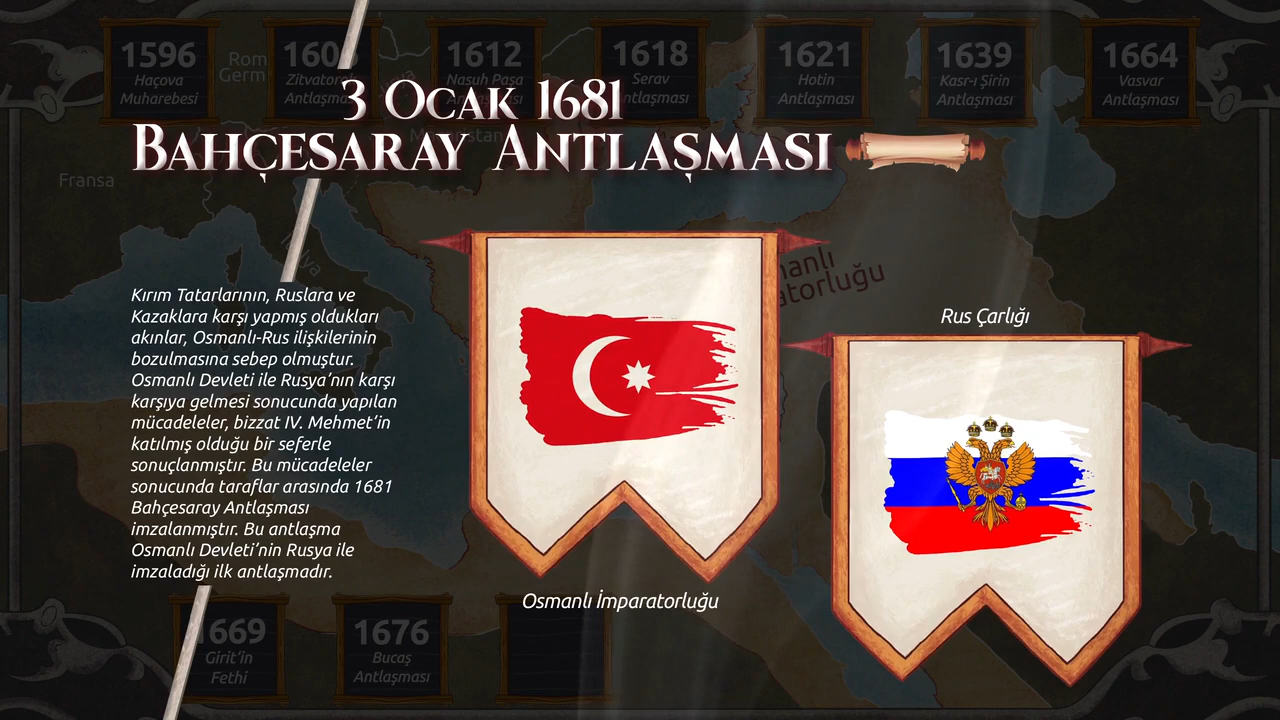 1596
Haçova
Muharebesi
Zitvatorok
Antlaşması
1612
Nasuh Paşa
1618
Serav
Antlaşması
1621
Hotin
Antlaşması
1639
Kasr-ı Şirin
Antlaşması
1664
Vasvar
Antlaşması
Rom
Germ
3 Ocak 1681
Bahçesaray Antlaşması
Fransa
Kırım Tatarlarının, Ruslara ve
Kazaklara karşı yapmış oldukları
akınlar, Osmanlı-Rus ilişkilerinin
bozulmasına sebep olmuştur.
Osmanlı Devleti ile Rusya’nın karşı
karşıya gelmesi sonucunda yapılan
mücadeleler, bizzat IV. Mehmet’in
katılmış olduğu bir seferle
sonuçlanmıştır. Bu mücadeleler
sonucunda taraflar arasında 1681
Bahçesaray Antlaşması
imzalanmıştır. Bu antlaşma
Osmanlı Devleti’nin Rusya ile
imzaladığı ilk antlaşmadır.
manlı
atorluğu
Rus Çarlığı
Osmanlı İmparatorluğu
1669
Girit’in
Fethi
1676
Bucaş
Antlaşması